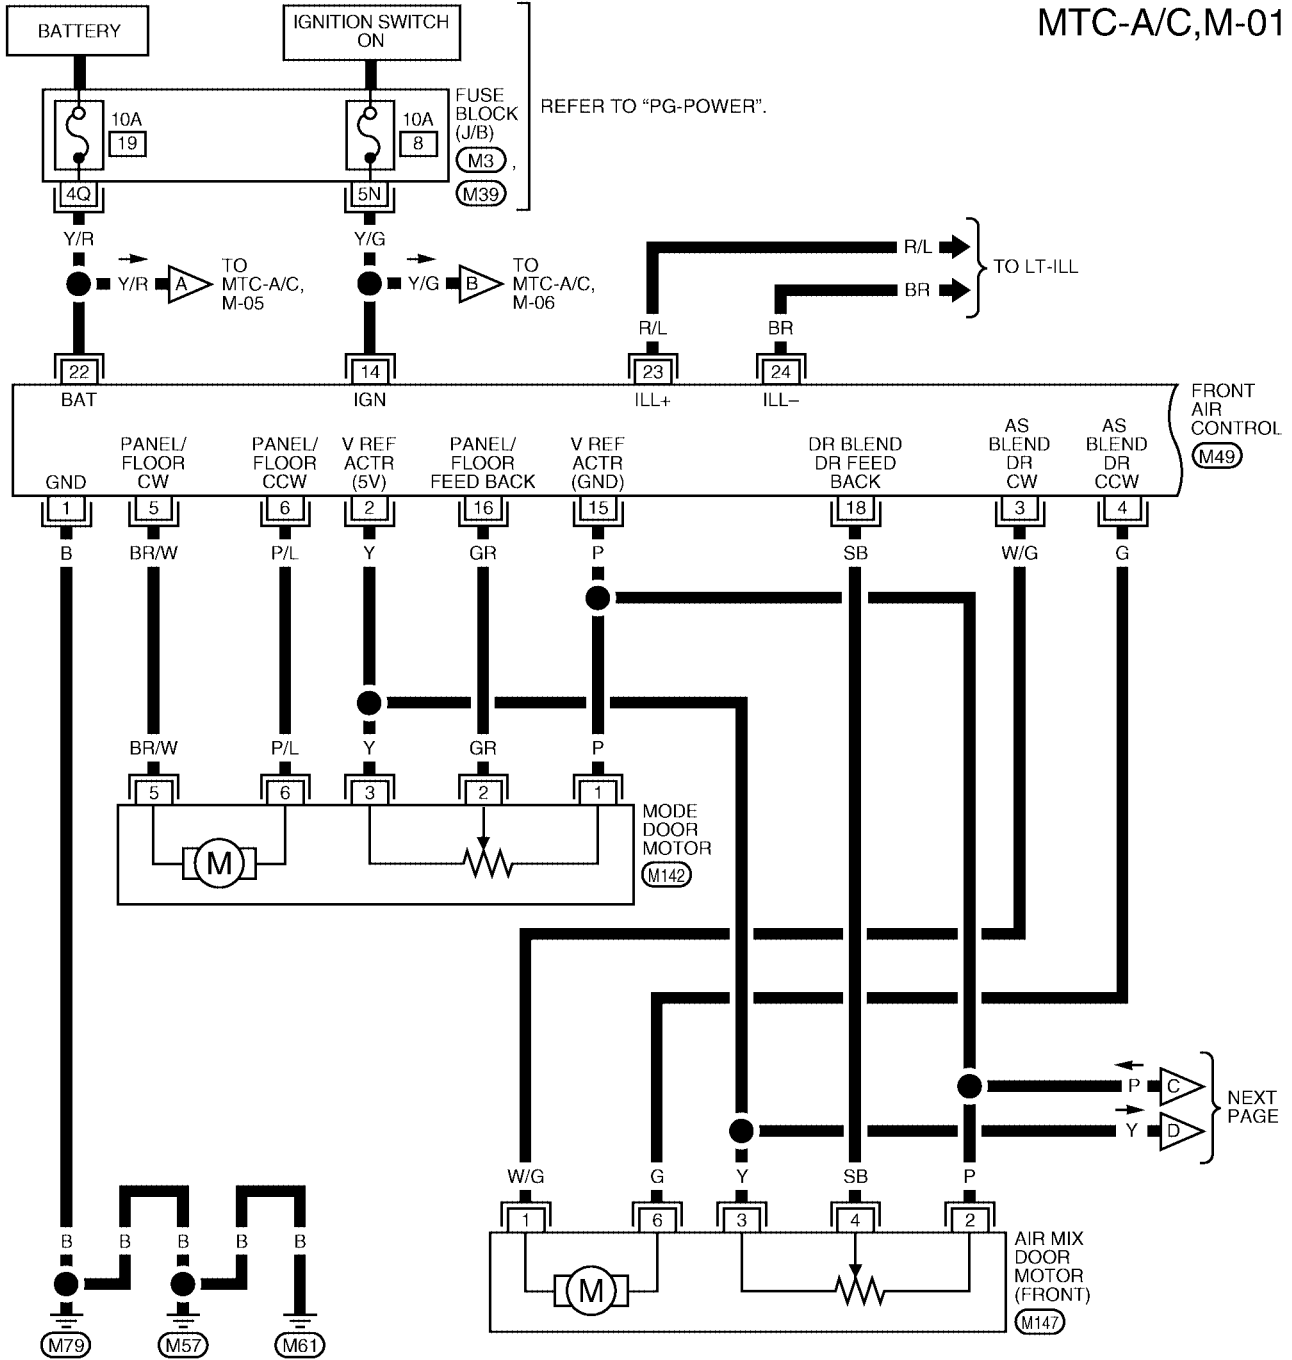 MTC-A/C,M-01
BATTERY
IGNITION SWITCH
ON
10A
19
10A
8
FUSE
BLOCK
(J/B)
M3 ,
M39
REFER TO “PG-POWER”.
4Q
5N
Y/R
Y/G
Y/R
A
TO
MTC-A/C,
M-05
Y/G
B
TO
MTC-A/C,
M-06
R/L
BR
TO LT-ILL
R/L
BR
22
14
23
24
BAT
IGN
ILL+
ILL–
FRONT
AIR
CONTROL
M49
GND
PANEL/
FLOOR
CW
PANEL/
FLOOR
CCW
V REF
ACTR
(5V)
PANEL/
FLOOR
FEED BACK
V REF
ACTR
(GND)
DR BLEND
DR FEED
BACK
AS
BLEND
DR
CW
AS
BLEND
DR
CCW
1
5
6
2
16
15
18
3
4
B
BR/W
P/L
Y
GR
P
SB
W/G
G
BR/W
P/L
Y
GR
P
5
6
3
2
1
M
MODE
DOOR
MOTOR
M142
P
C
Y
D
NEXT
PAGE
W/G
G
Y
SB
P
1
6
3
4
2
M
AIR MIX
DOOR
MOTOR
(FRONT)
M147
B
B
B
B
B
M79
M57
M61